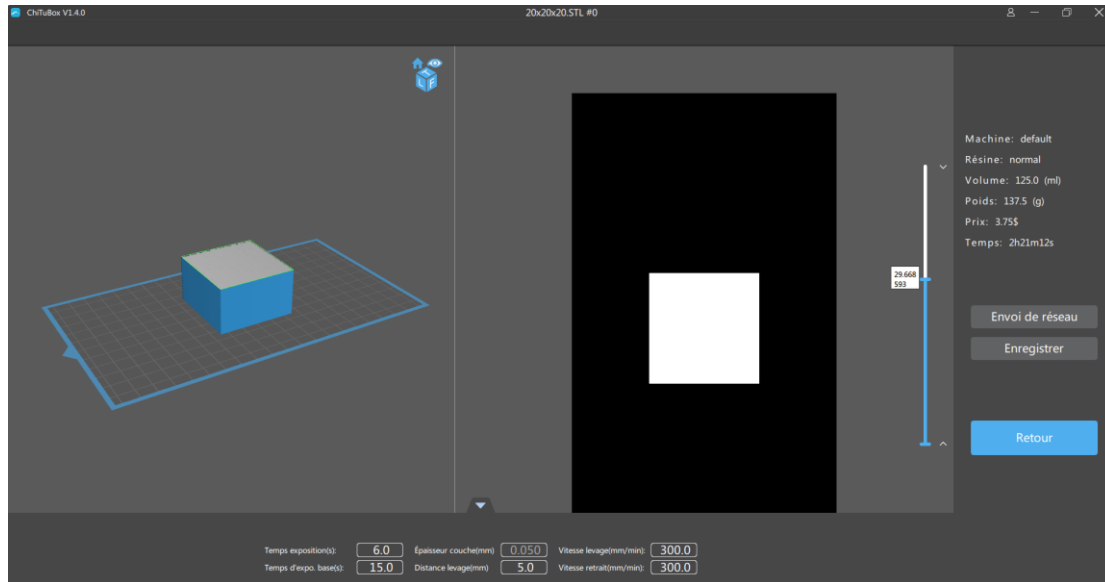 ChiTuBox V1.4.0
20x20x20.STL #0
T
L F
Machine: default
Résine: normal
Volume: 125.0 (ml)
Poids: 137.5 (g)
Prix: 3.75$
Temps: 2h21m12s
29.668
593
Envoi de réseau
Enregistrer
Retour
Temps exposition(s): 6.0 Épaisseur couche(mm) 0.050 Vitesse levage(mm/min): 300.0
Temps d'expo. base(s): 15.0 Distance levage(mm) 5.0 Vitesse retrait(mm/min): 300.0